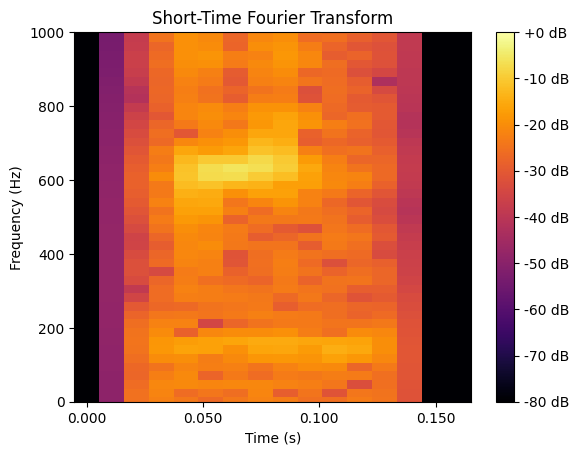 Short-Time Fourier Transform
1000
800
600
400
200
0
Frequency (Hz)
0.000
0.050
0.100
0.150
Time (s)
+0 dB
-10 dB
-20 dB
-30 dB
-40 dB
-50 dB
-60 dB
-70 dB
-80 dB